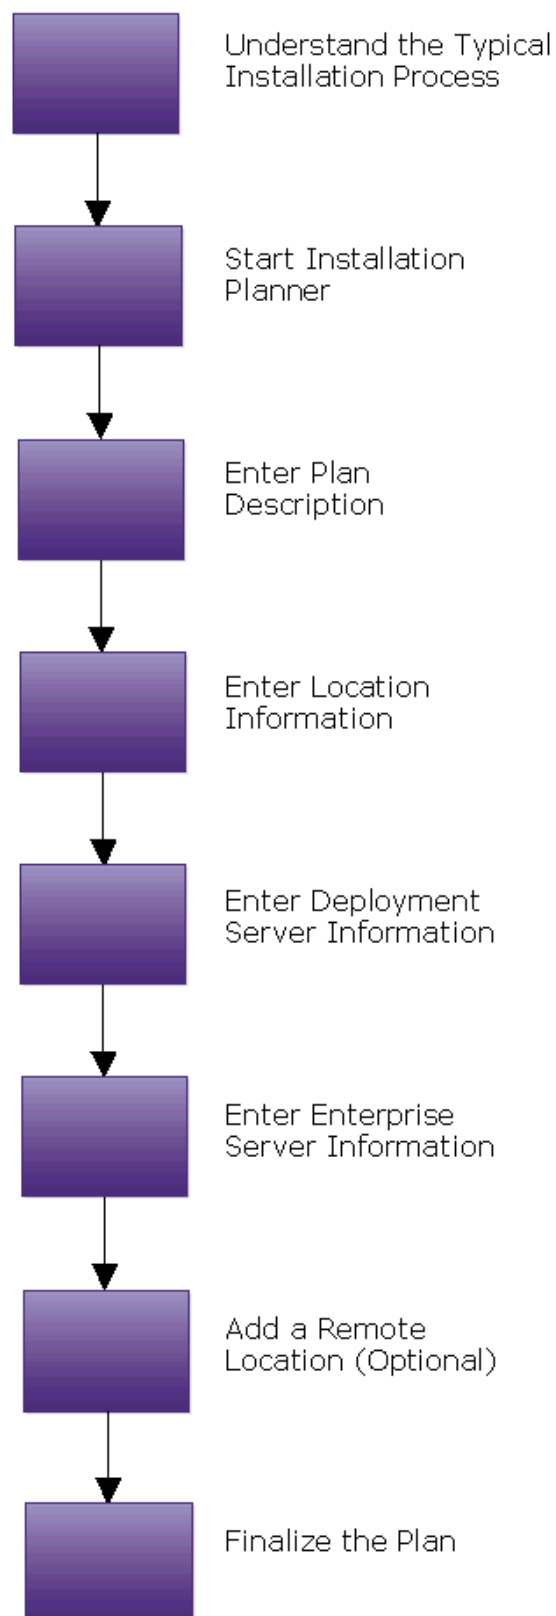 Understand the Typical
Installation Process
Start Installation
Planner
Enter Plan
Description
Enter Location
Information
Enter Deployment
Server Information
Enter Enterprise
Server Information
Add a Remote
Location (Optional)
Finalize the Plan